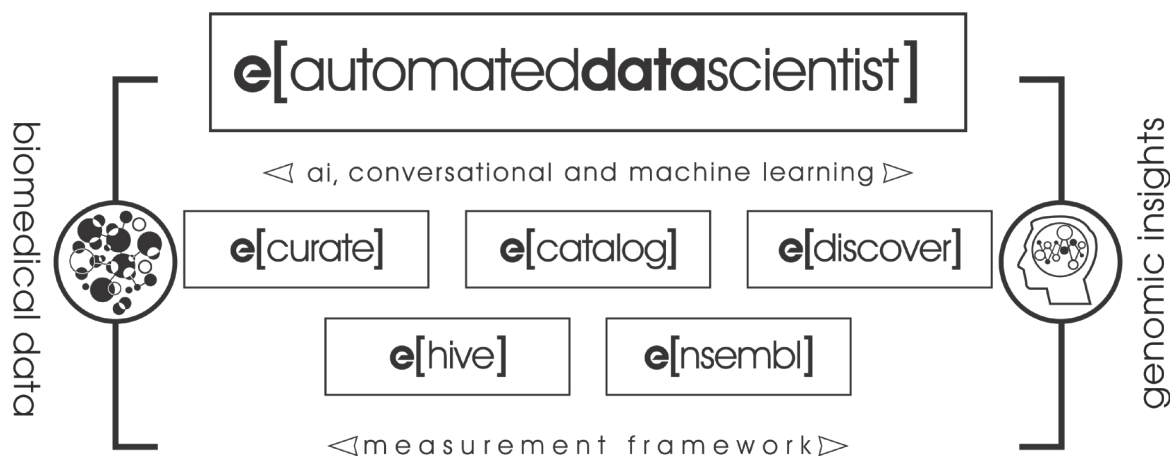 e[automateddatascientist]
ai, conversational and machine learning
biomedical data
e[curate]
e[catalog]
e[discover]
genomic insights
e[hive]
e[nsembl]
measurement framework